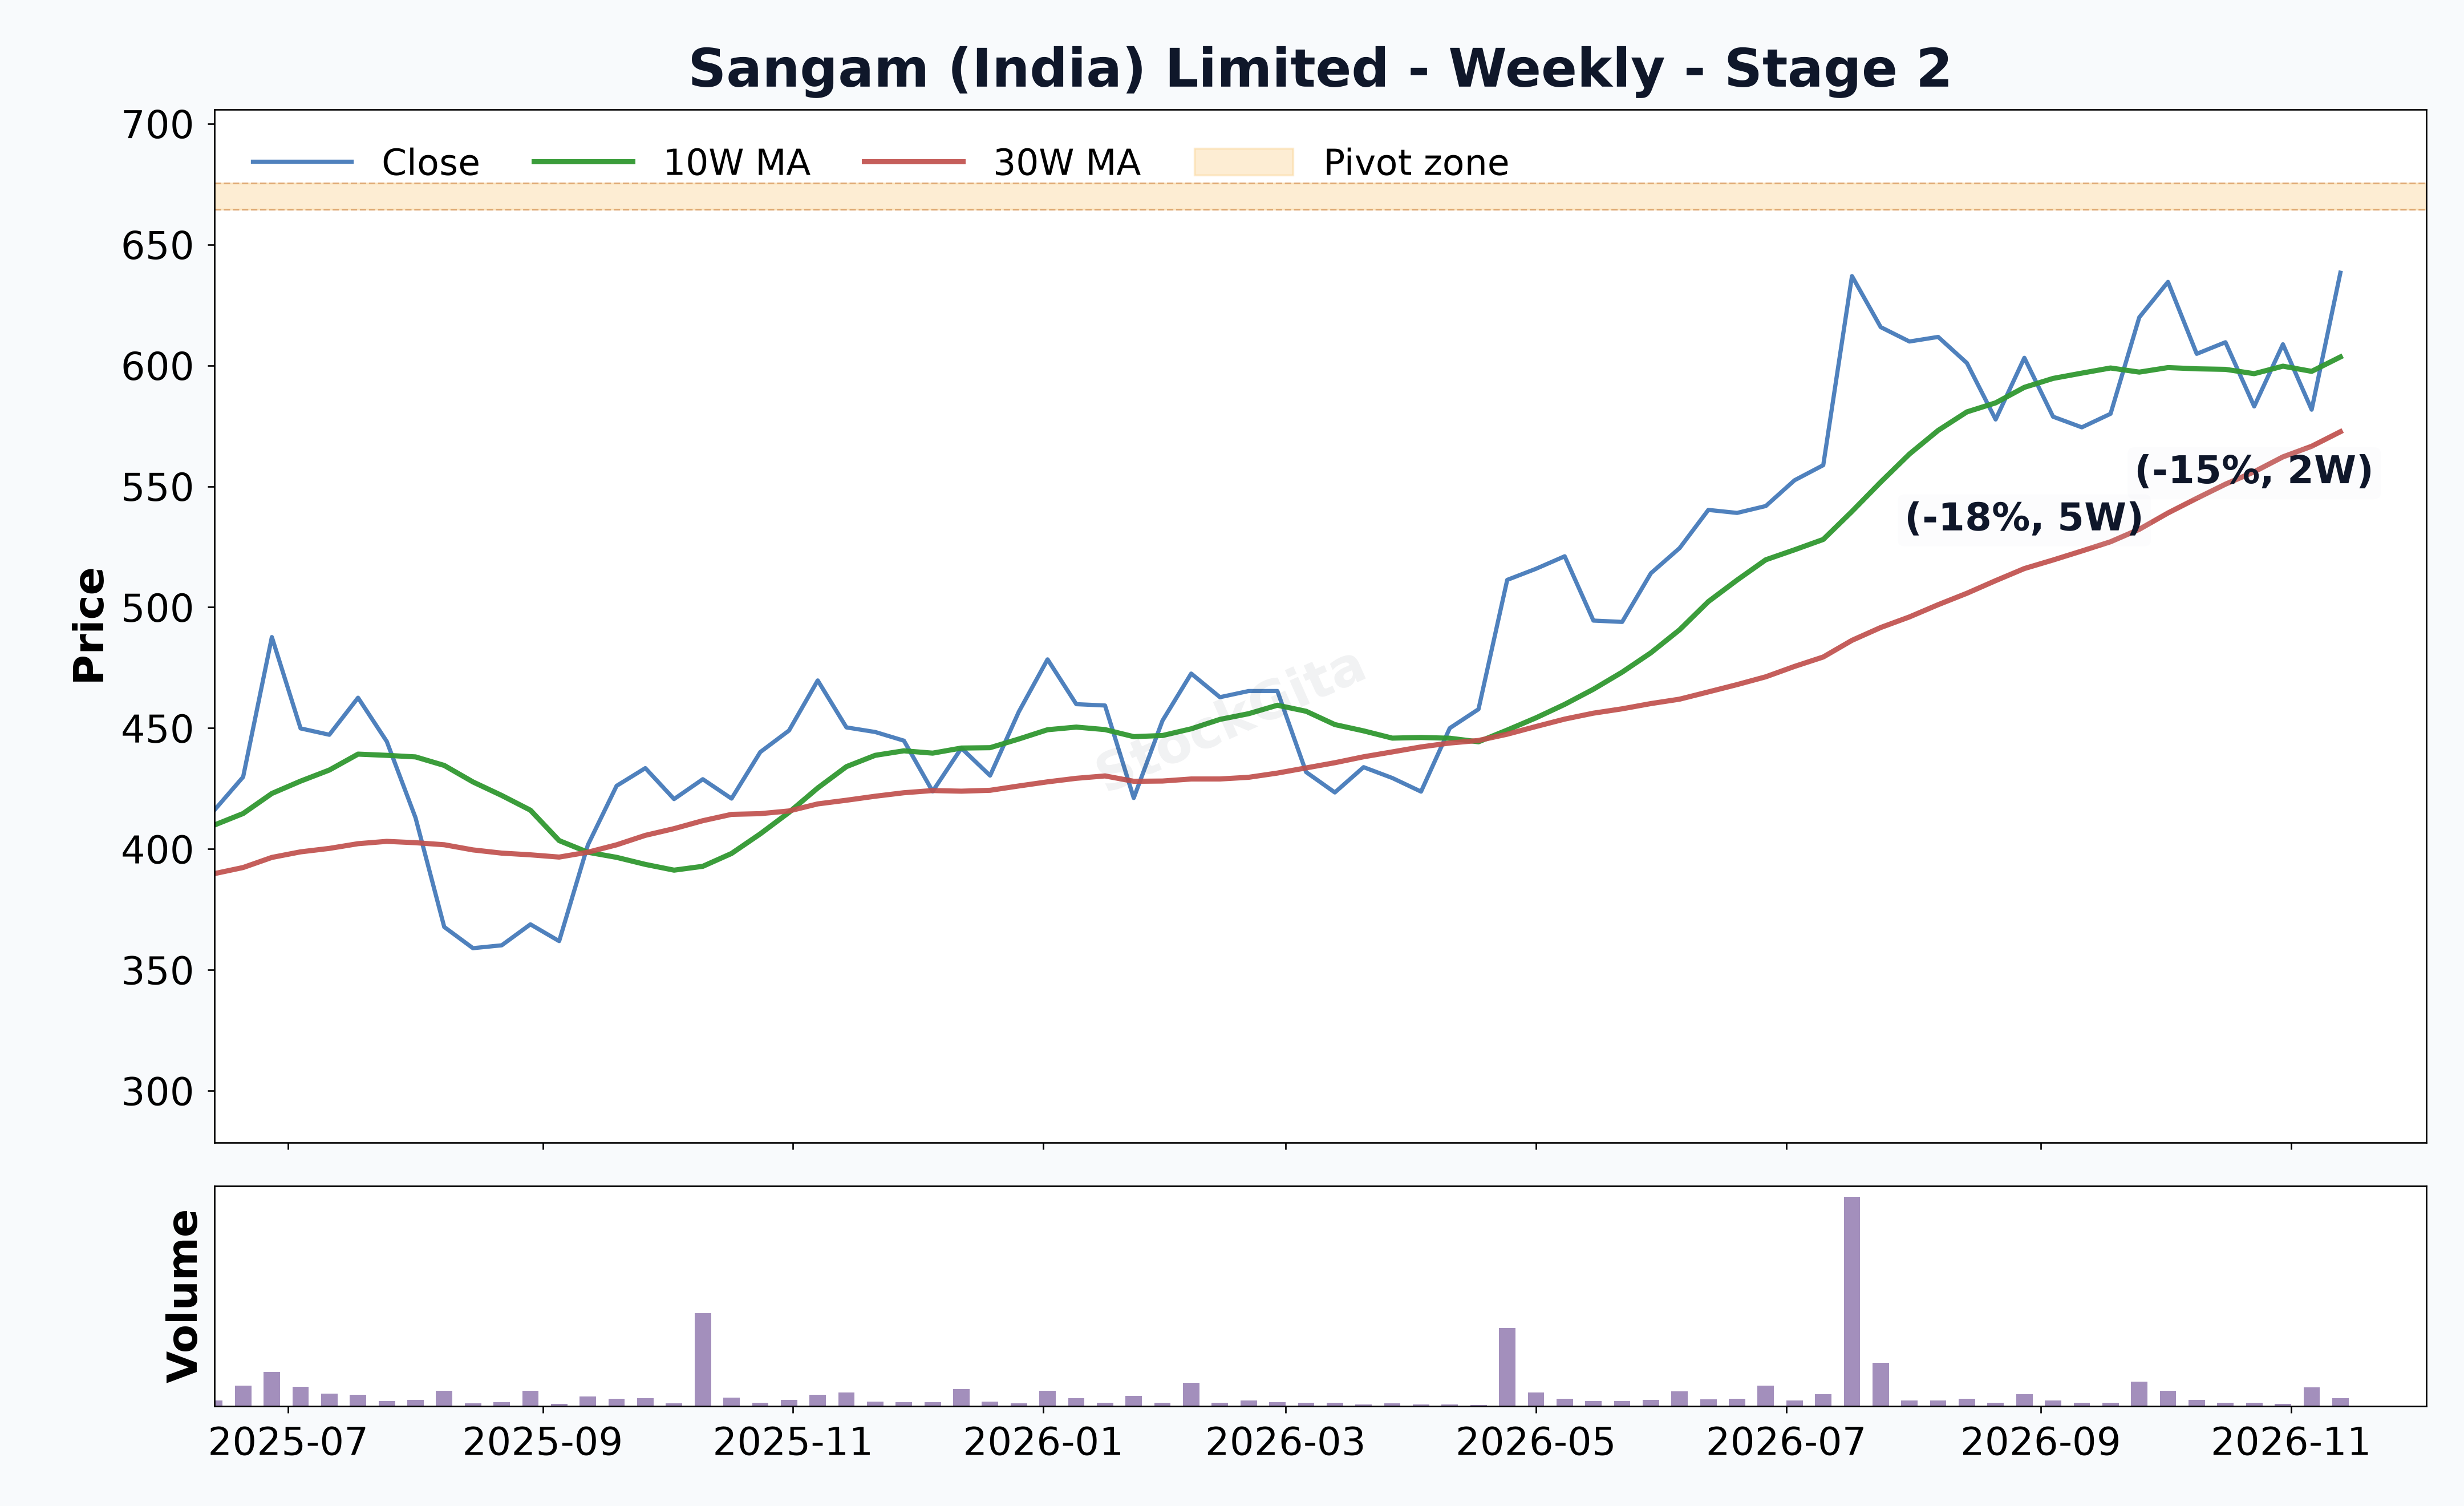 Sangam (India) Limited - Weekly - Stage 2
Close 10W MA 30W MA Pivot zone
Price
700
650
600
550
500
450
400
350
300
(-15%, 2W)
(-18%, 5W)
StockGita
Volume
2025-07 2025-09 2025-11 2026-01 2026-03 2026-05 2026-07 2026-09 2026-11